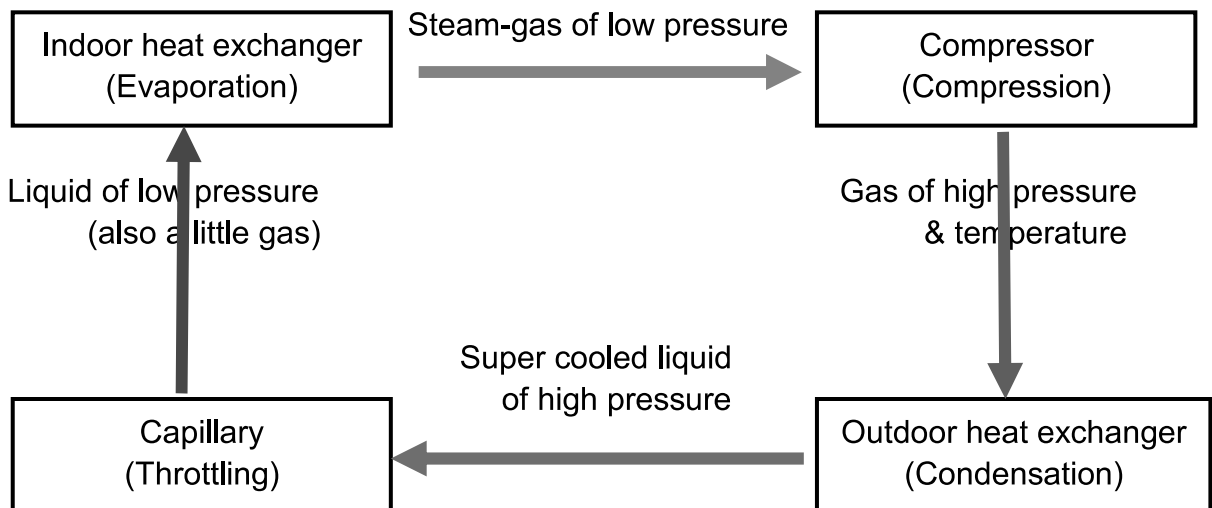 Steam-gas of low pressure
Indoor heat exchanger
(Evaporation)
Compressor
(Compression)
Liquid of low pressure
(also a little gas)
Gas of high pressure
& temperature
Super cooled liquid
of high pressure
Capillary
(Throttling)
Outdoor heat exchanger
(Condensation)